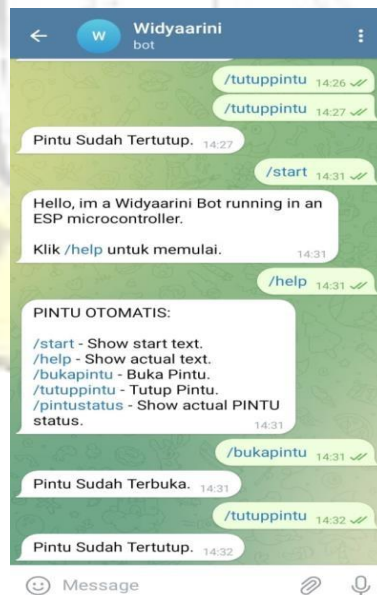 Widyaarini
W
bot
/tutuppintu 14:26
/tutuppintu 14:27
Pintu Sudah Tertutup. 14:27
/start 14:31
Hello, im a Widyaarini Bot running in an
ESP microcontroller.
Klik /help untuk memulai. 14:31
/help 14:31
PINTU OTOMATIS:
/start - Show start text.
/help - Show actual text.
/bukapintu - Buka Pintu.
/tutuppintu - Tutup Pintu.
/pintustatus - Show actual PINTU
status. 14:31
/bukapintu 14:31
Pintu Sudah Terbuka. 14:31
/tutuppintu 14:32
Pintu Sudah Tertutup. 14:32
Message